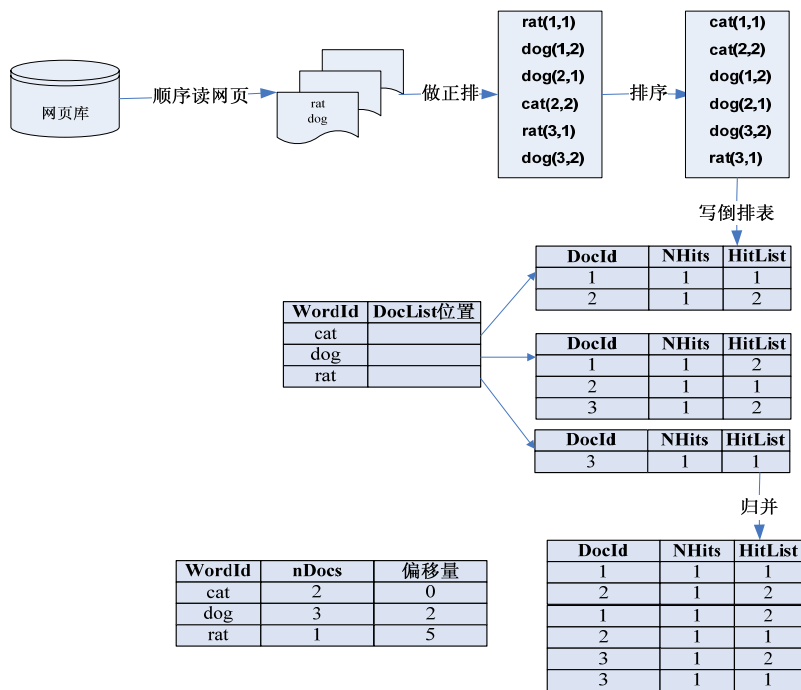 网页库
顺序读网页
rat
dog
做正排
rat(1,1)
dog(1,2)
dog(2,1)
cat(2,2)
rat(3,1)
dog(3,2)
排序
cat(1,1)
cat(2,2)
dog(1,2)
dog(2,1)
dog(3,2)
rat(3,1)
写倒排表
WordId DocList位置
cat
dog
rat
DocId NHits HitList
1 1 1
2 1 2
DocId NHits HitList
1 1 2
2 1 1
3 1 2
DocId NHits HitList
3 1 1
归并
WordId nDocs 偏移量
cat 2 0
dog 3 2
rat 1 5
DocId NHits HitList
1 1 1
2 1 2
1 1 2
2 1 1
3 1 2
3 1 1